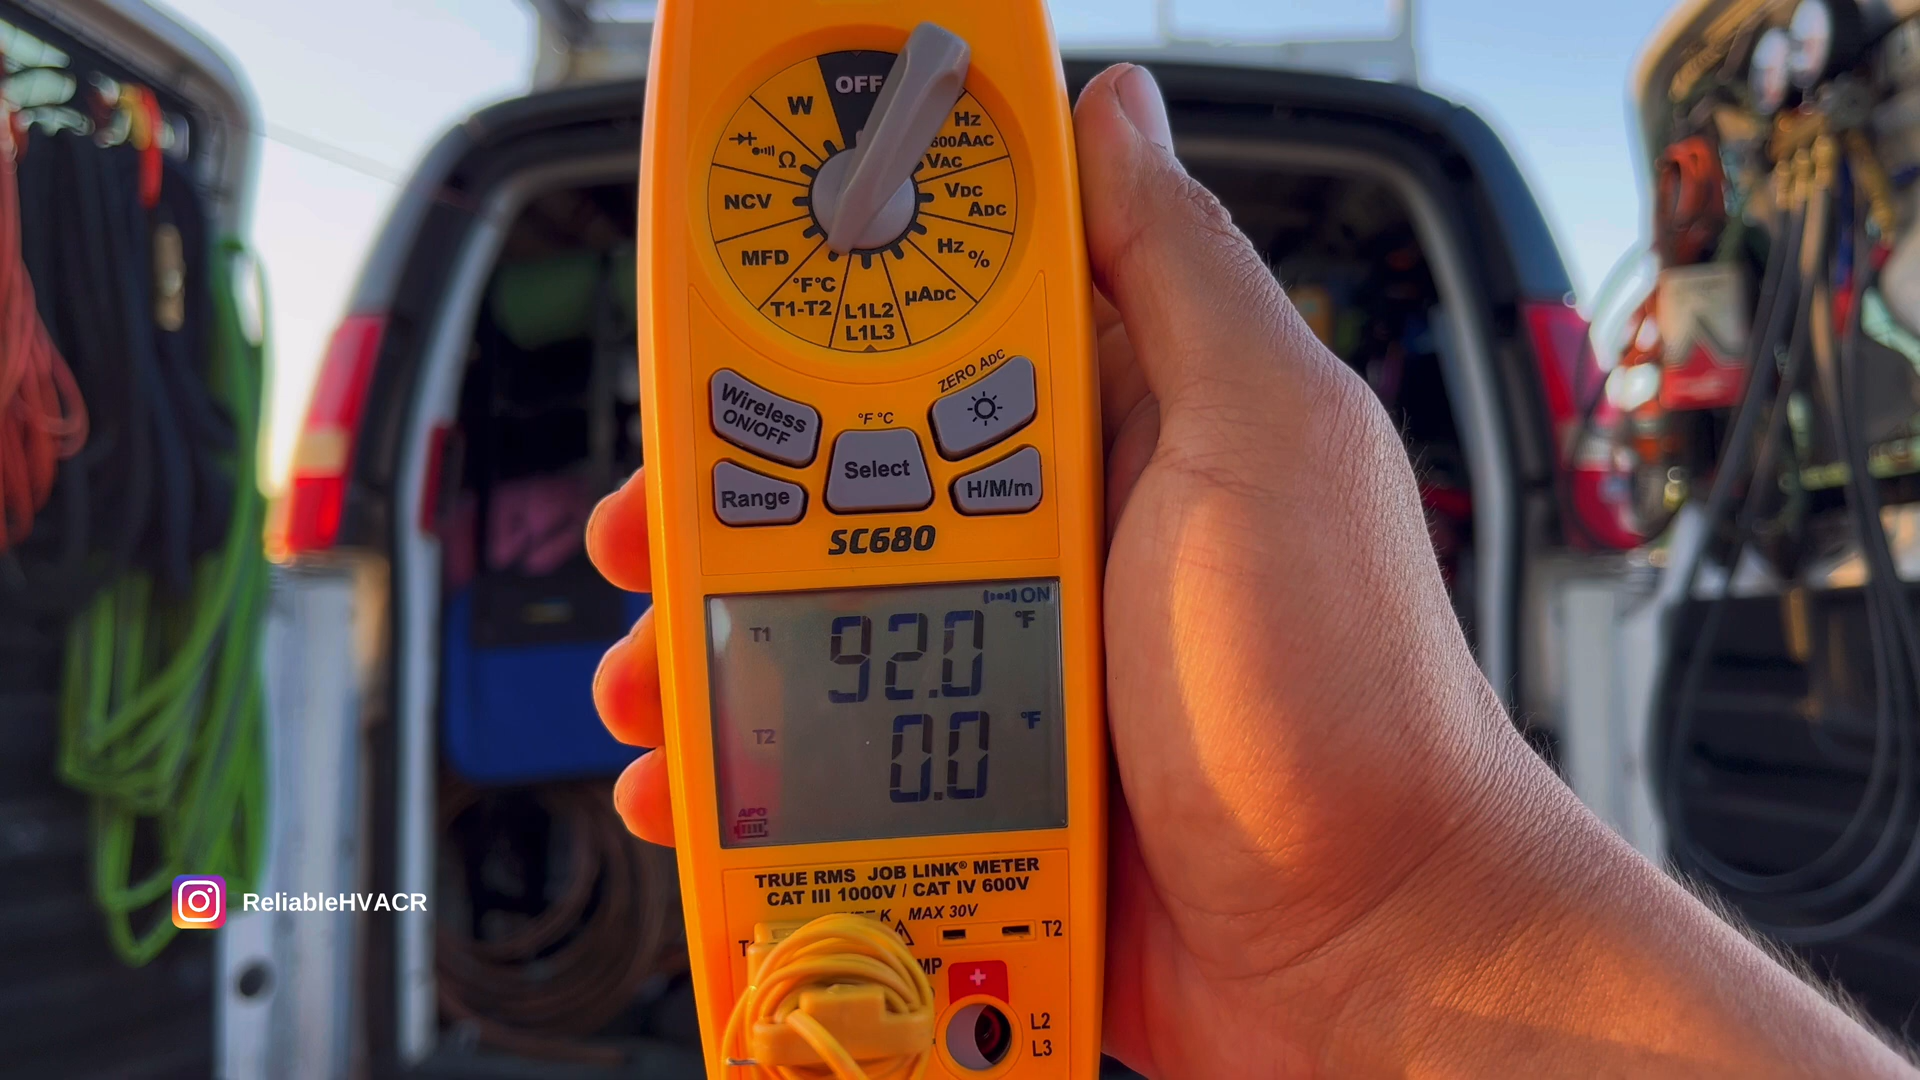 OFF
W
Hz
600AAC
VAC
Ω
VDC
ADC
NCV
Hz %
MFD
°F°C
T1-T2
L1L2
L1L3
µADC
ZERO ADC
Wireless
ON/OFF
°F °C
Select
Range
H/M/m
SC680
ON
T1 92.0 °F
T2 0.0 °F
APO
TRUE RMS JOB LINK® METER
CAT III 1000V / CAT IV 600V
K MAX 30V
T2
+
L2
L3
ReliableHVACR